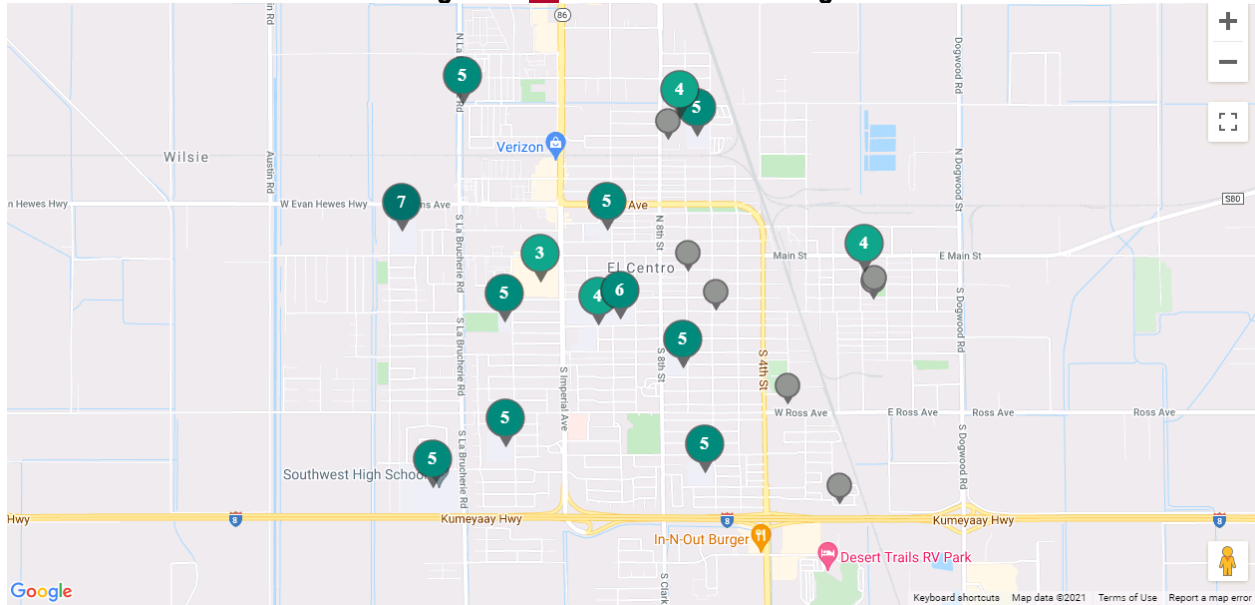 86
N La
Rd
5
4
5
in Rd
Dogwood Rd
Verizon
Wilsie
Austin Rd
N Dogwood St
n Hewes Hwy
W Evan Hewes Hwy
7
ns Ave
5
Ave
S80
N 8th St
S La Brucherie Rd
3
El Centro
4
Main St
E Main St
5
4
6
S Dogwood Rd
S La Brucherie Rd
5
S 8th St
S 4th St
S Imperial Ave
W Ross Ave
E Ross Ave
Ross Ave
Ross Ave
5
5
S La Brucherie Rd
S Dogwood Rd
5
Southwest High School
Hwy
8
Kumeyaay Hwy
8
Kumeyaay Hwy
8
In-N-Out Burger
Desert Trails RV Park
S Clark
Google
Keyboard shortcuts
Map data ©2021
Terms of Use
Report a map error